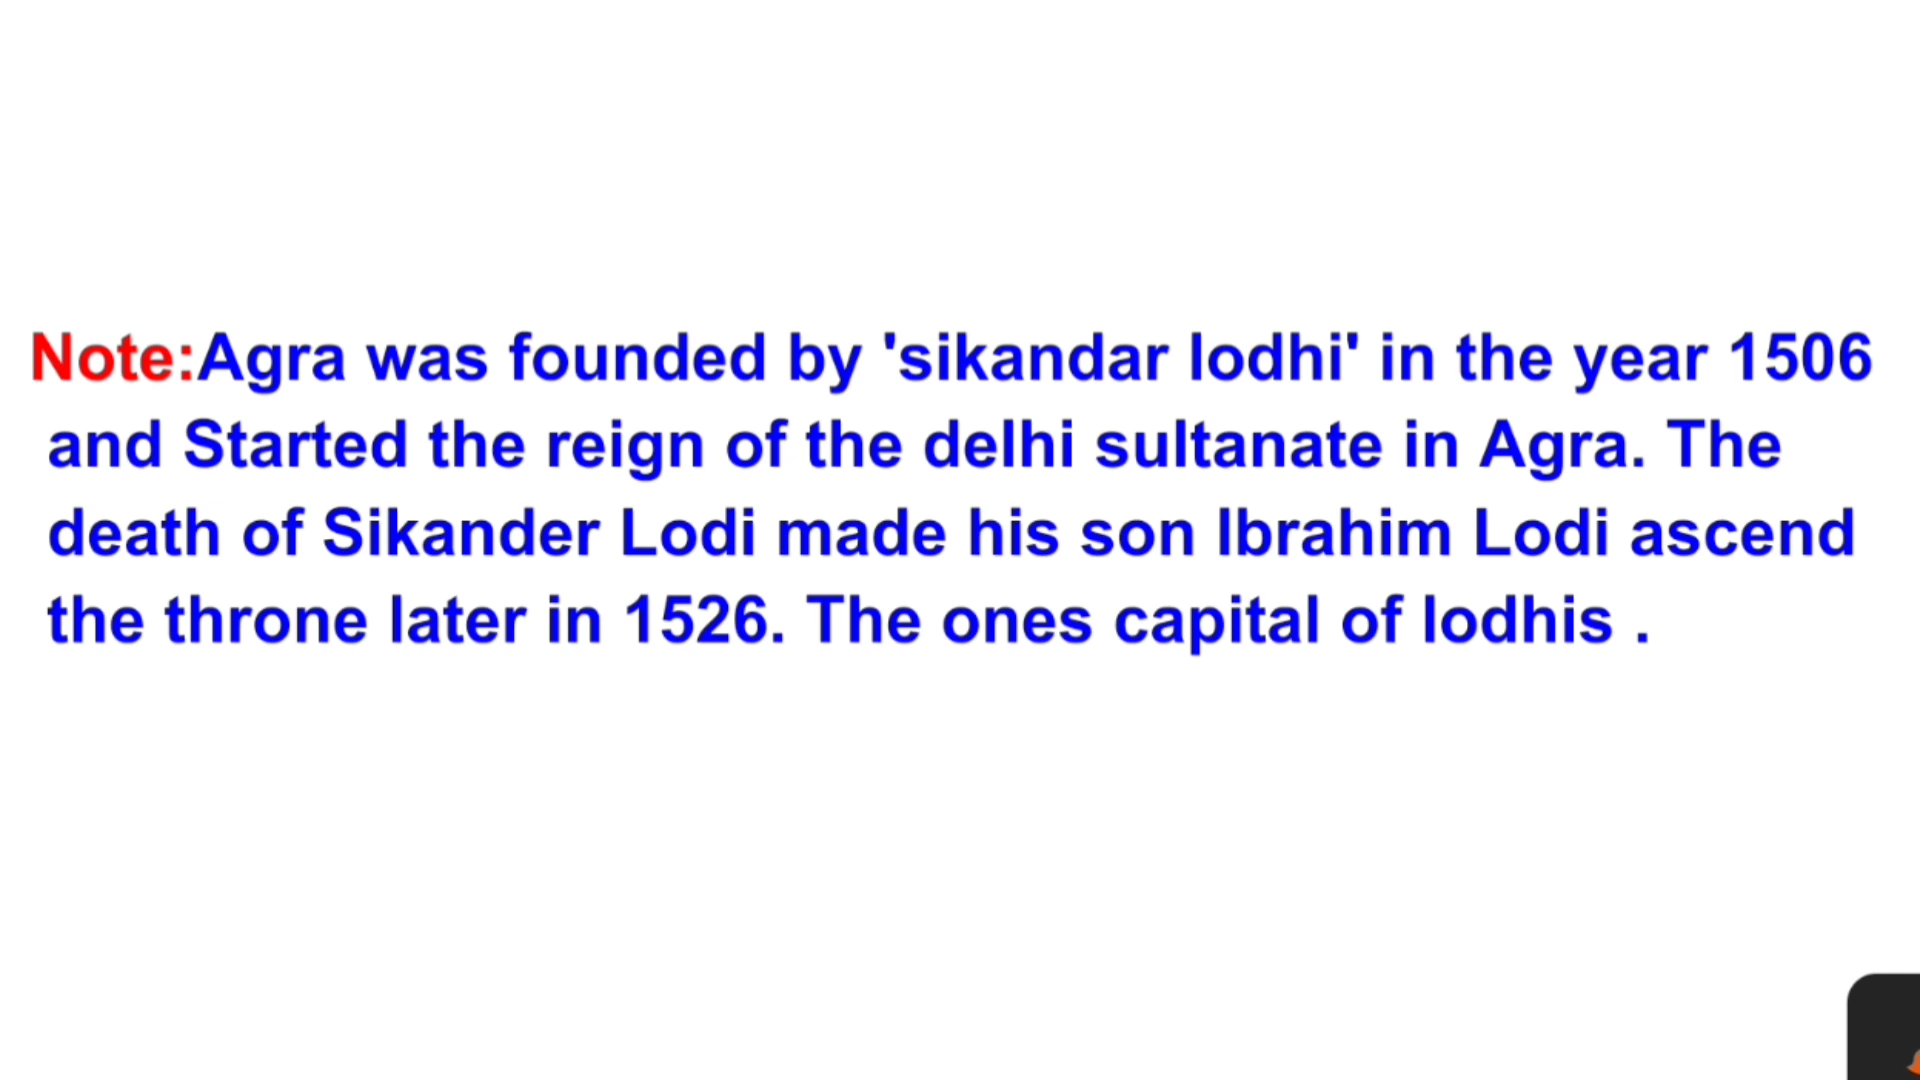 Note:Agra was founded by 'sikandar lodhi' in the year 1506
and Started the reign of the delhi sultanate in Agra. The
death of Sikander Lodi made his son Ibrahim Lodi ascend
the throne later in 1526. The ones capital of lodhis .